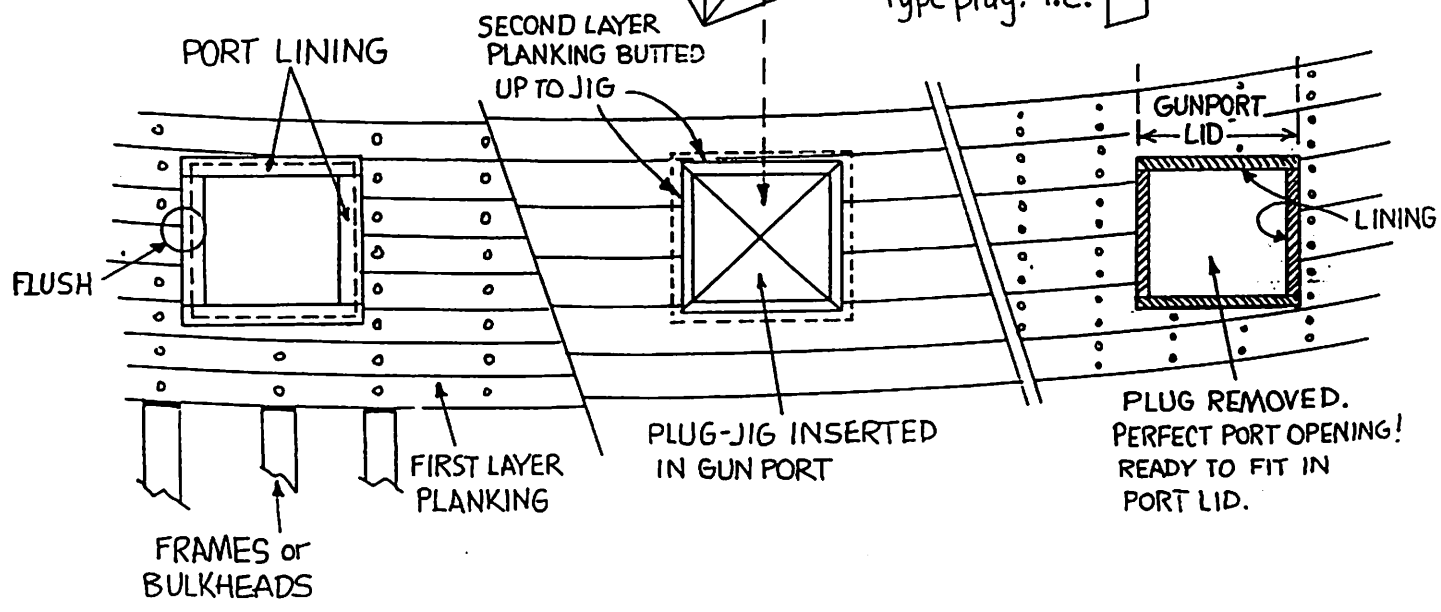 Type plug. i.e.
SECOND LAYER
PLANKING BUTTED
UP TO JIG
PORT LINING
GUNPORT
LID
LINING
FLUSH
PLUG-JIG INSERTED
IN GUN PORT
PLUG REMOVED.
PERFECT PORT OPENING!
READY TO FIT IN
PORT LID.
FIRST LAYER
PLANKING
FRAMES or
BULKHEADS